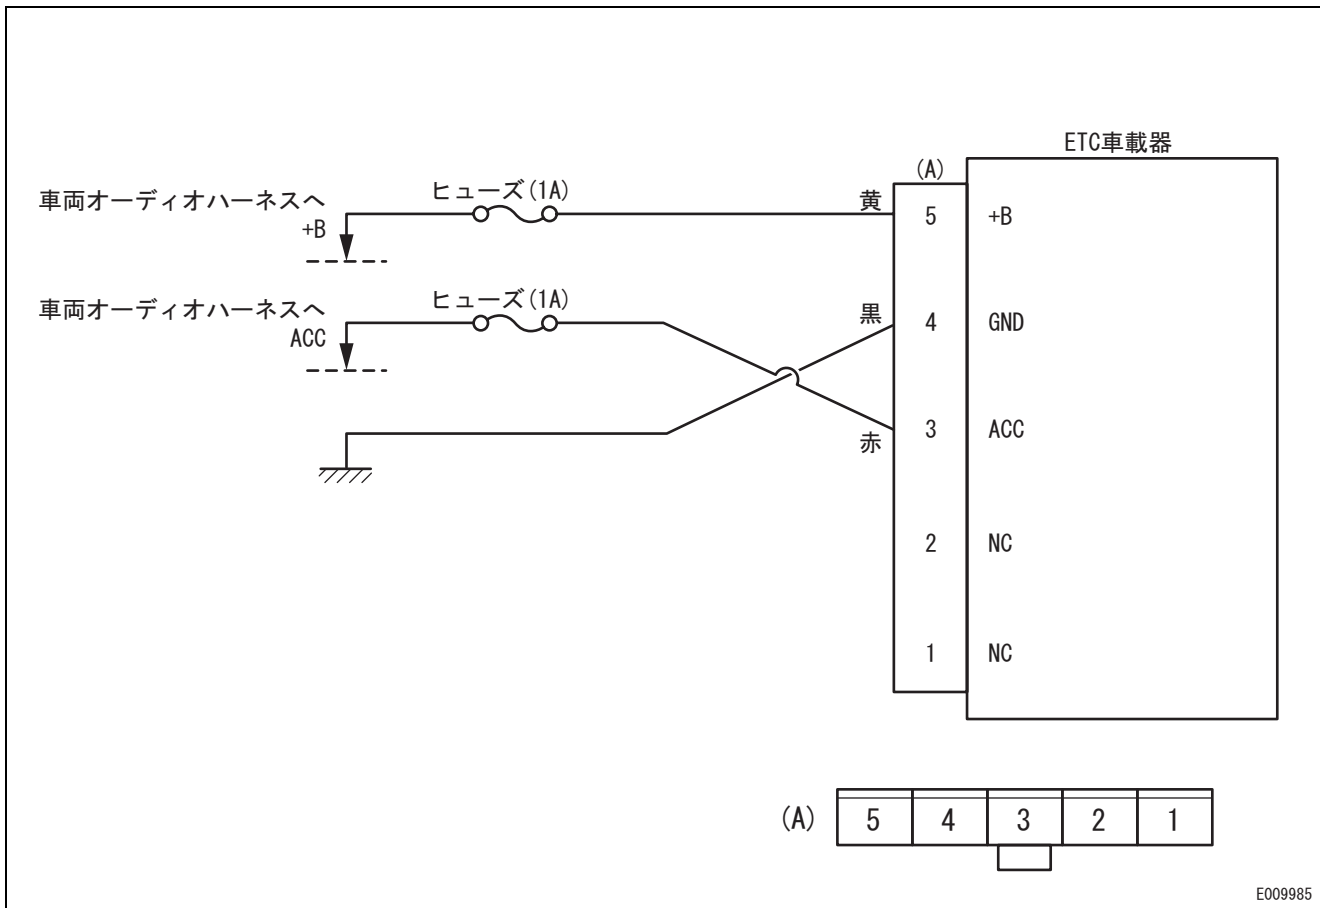 ETC車載器
(A)
車両オーディオハーネスへ
+B
ヒューズ(1A)
黄
5
+B
車両オーディオハーネスへ
ACC
ヒューズ(1A)
黒
4
GND
赤
3
ACC
2
NC
1
NC
(A)
5 4 3 2 1
E009985